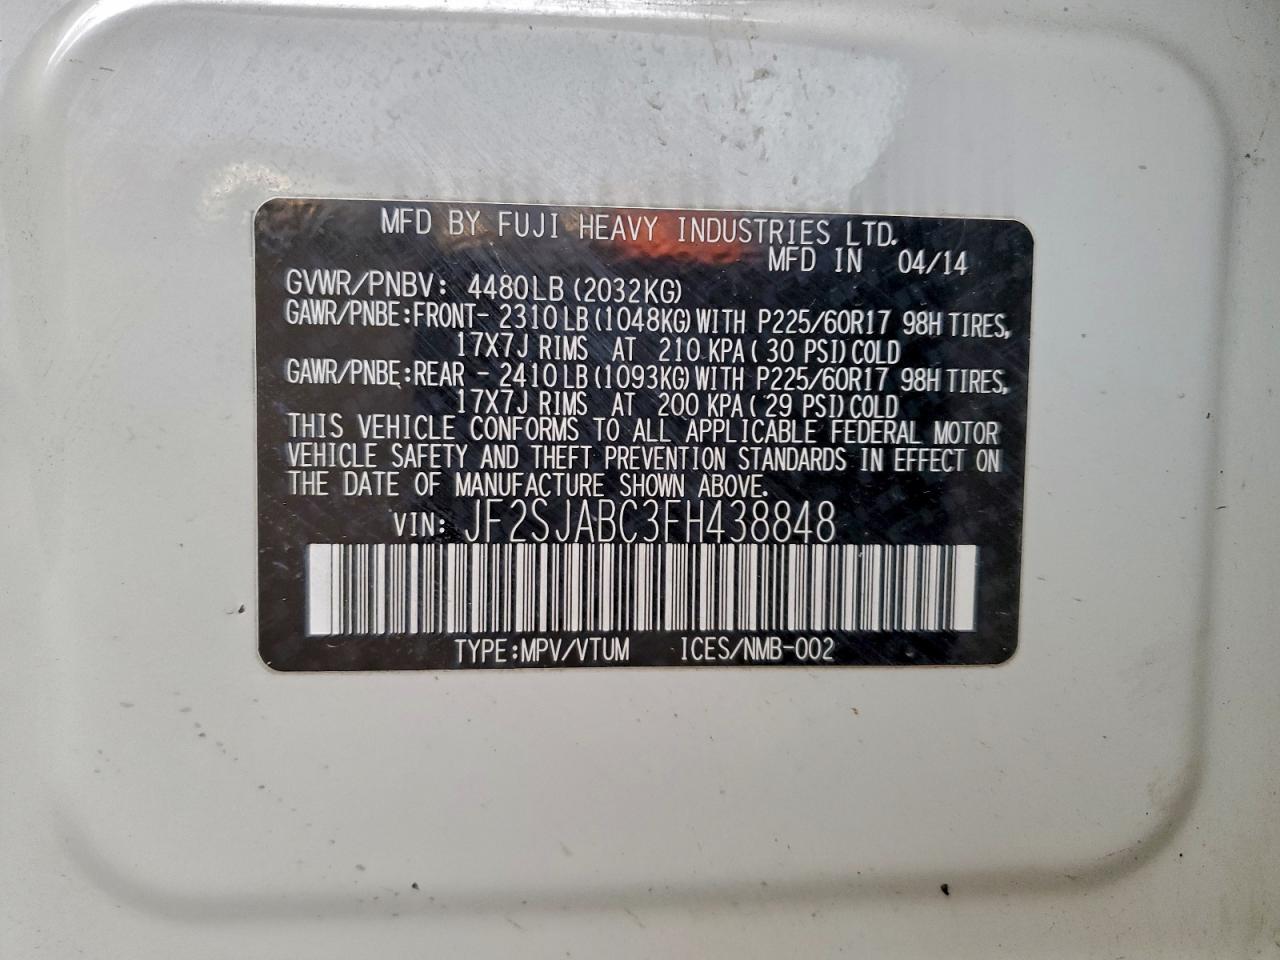 MFD BY FUJI HEAVY INDUSTRIES LTD.
MFD IN 04/14
GVWR/PNBV: 4480LB (2032KG)
GAWR/PNBE:FRONT- 2310LB(1048KG)WITH P225/60R17 98H TIRES,
17X7J RIMS AT 210 KPA(30 PSI)COLD
GAWR/PNBE:REAR - 2410LB(1093KG)WITH P225/60R17 98H TIRES,
17X7J RIMS AT 200 KPA(29 PSI)COLD
THIS VEHICLE CONFORMS TO ALL APPLICABLE FEDERAL MOTOR
VEHICLE SAFETY AND THEFT PREVENTION STANDARDS IN EFFECT ON
THE DATE OF MANUFACTURE SHOWN ABOVE.
VIN: JF2SJABC3FH438848
TYPE:MPV/VTUM ICES/NMB-002